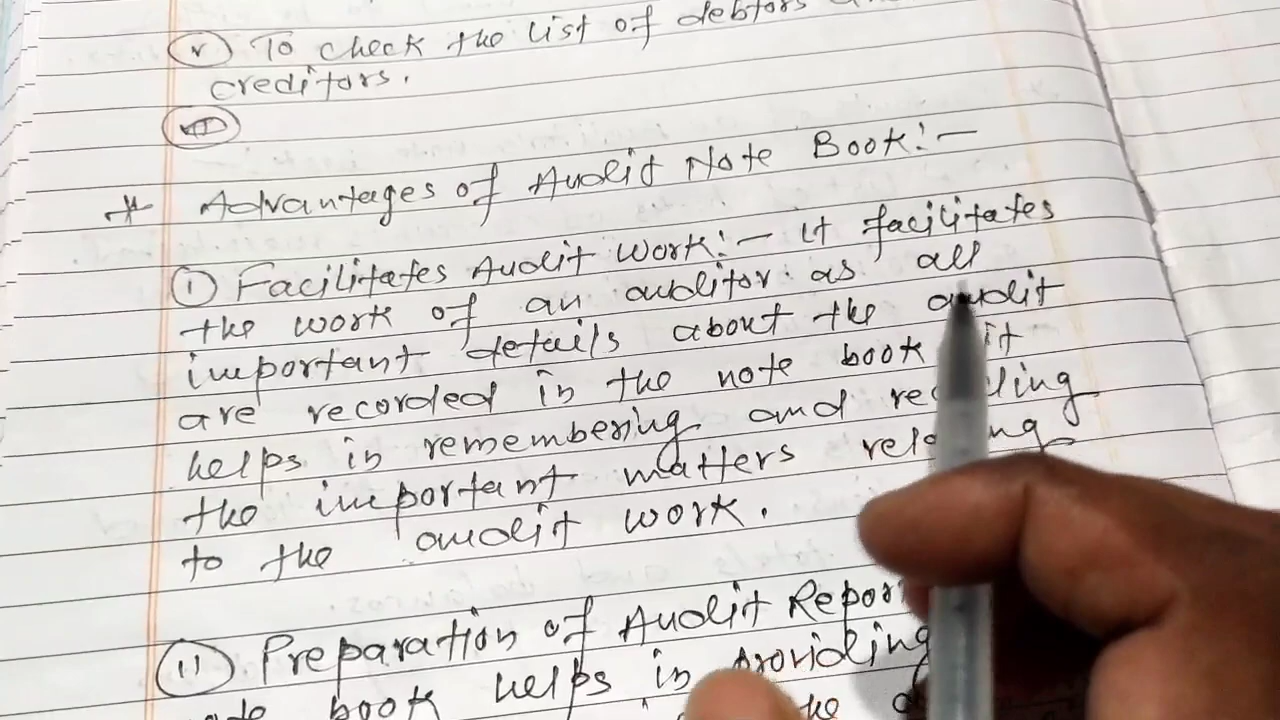 (v) To check the list of debtors
creditors.
* Advantages of Audit Note Book:-
(i) Facilitates Audit Work:- It facilitates
the work of an auditor as all
important details about the audit
are recorded in the note book it
helps in remembering and
the important matters
to the audit work.
(ii) Preparation of Audit Repor
book helps in providing